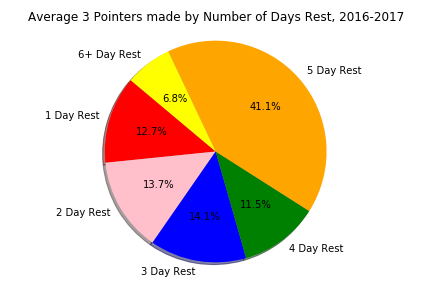 Average 3 Pointers made by Number of Days Rest, 2016-2017
6+ Day Rest
5 Day Rest
6.8%
41.1%
1 Day Rest
12.7%
13.7%
11.5%
14.1%
2 Day Rest
4 Day Rest
3 Day Rest